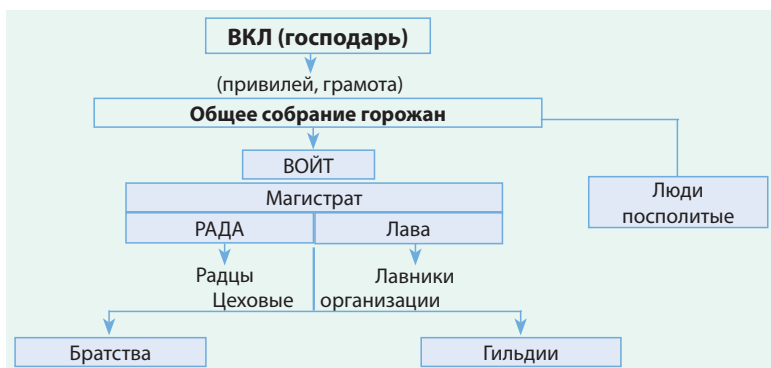 ВКЛ (господарь)
(привилей, грамота)
Общее собрание горожан
ВОЙТ
Магистрат
Люди
посполитые
РАДА
Лава
Радцы
Лавники
Цеховые организации
Братства
Гильдии